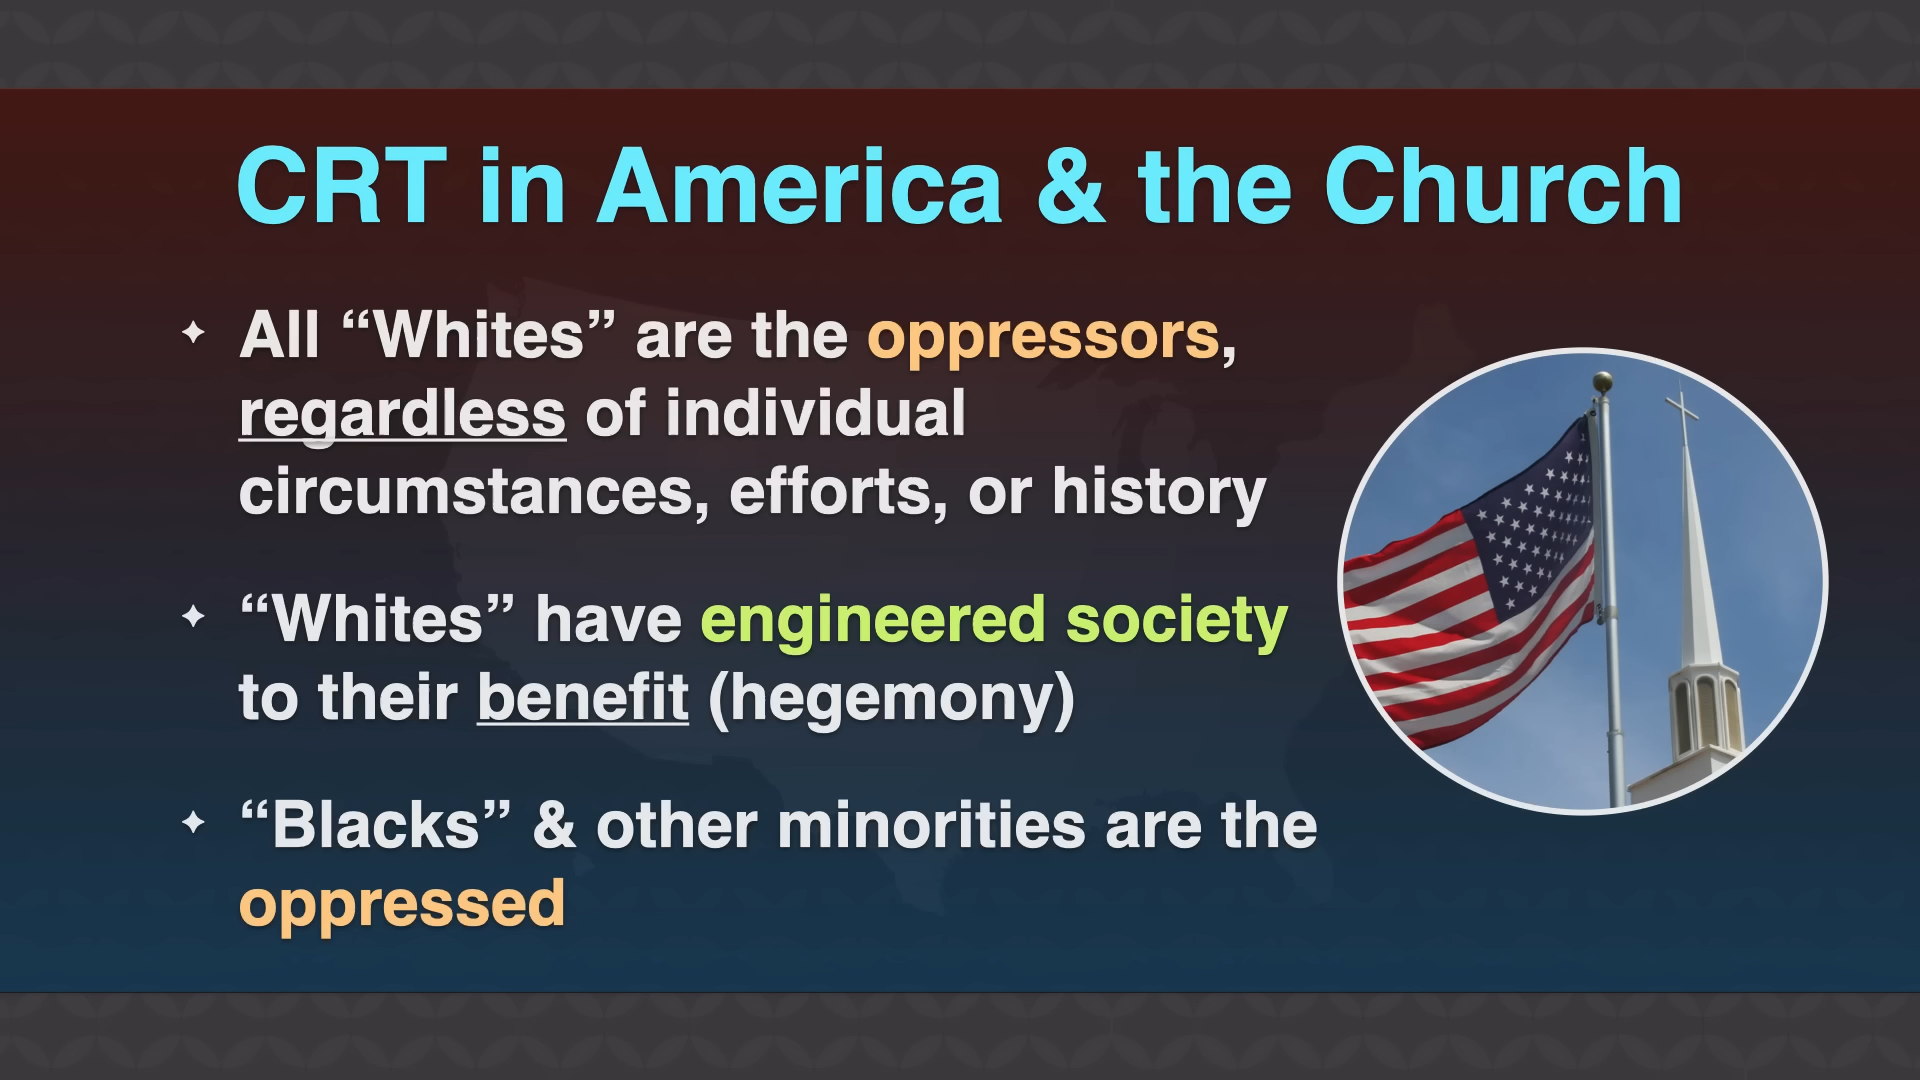 CRT in America & the Church
All “Whites” are the oppressors,
regardless of individual
circumstances, efforts, or history
“Whites” have engineered society
to their benefit (hegemony)
“Blacks” & other minorities are the
oppressed